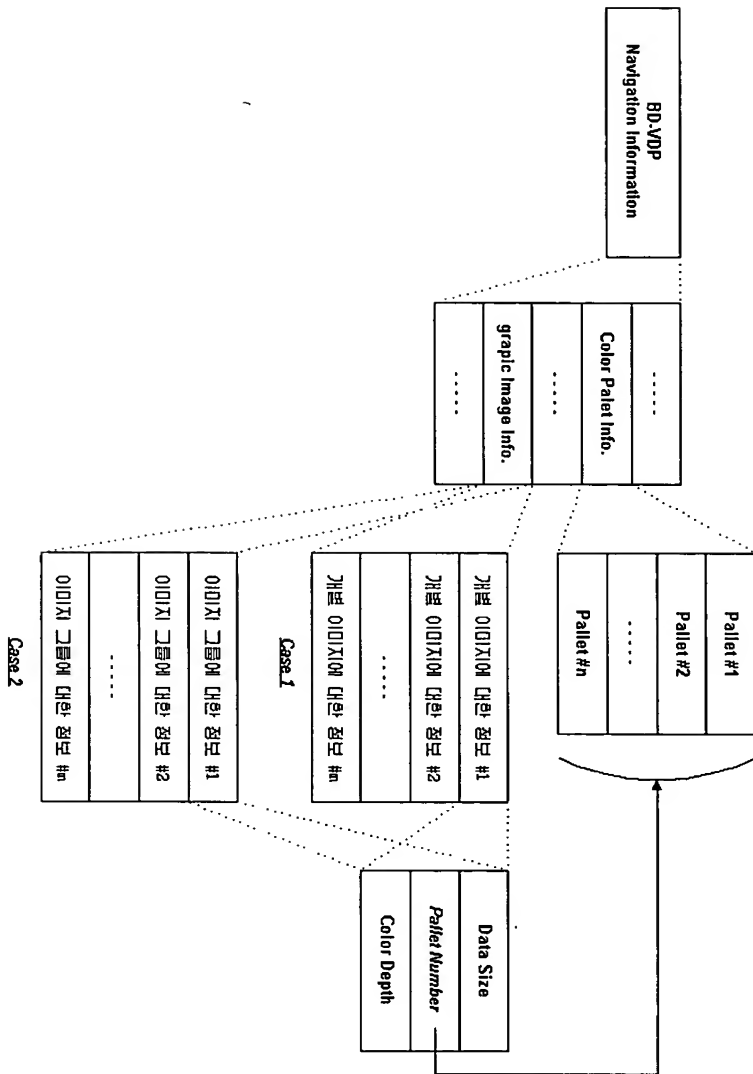 BD-VDP
Navigation Information
.....
Color Palet Info.
.....
grapic Image Info.
.....
Pallet #1
Pallet #2
.....
Pallet #n
개별 이미지에 대한 정보 #1
개별 이미지에 대한 정보 #2
.....
개별 이미지에 대한 정보 #m
Case 1
이미지 그룹에 대한 정보 #1
이미지 그룹에 대한 정보 #2
.....
이미지 그룹에 대한 정보 #m
Case 2
Data Size
Pallet Number
Color Depth